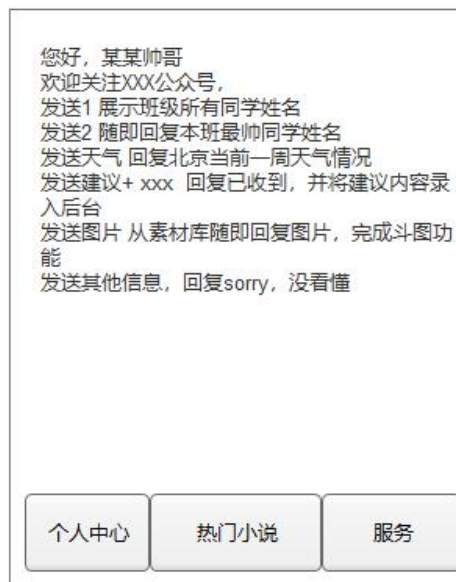 您好，某某帅哥
欢迎关注XXX公众号，
发送1 展示班级所有同学姓名
发送2 随即回复本班最帅同学姓名
发送天气 回复北京当前一周天气情况
发送建议+ xxx  回复已收到，并将建议内容录
入后台
发送图片 从素材库随即回复图片，完成斗图功
能
发送其他信息，回复sorry，没看懂
个人中心 热门小说 服务